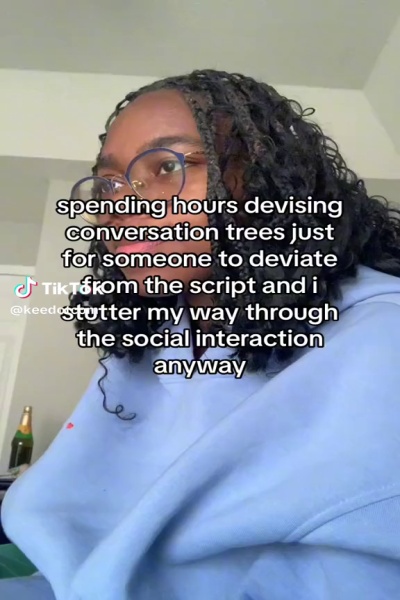 spending hours devising
conversation trees just
for someone to deviate
from the script and i
stutter my way through
the social interaction
anyway
TikTok